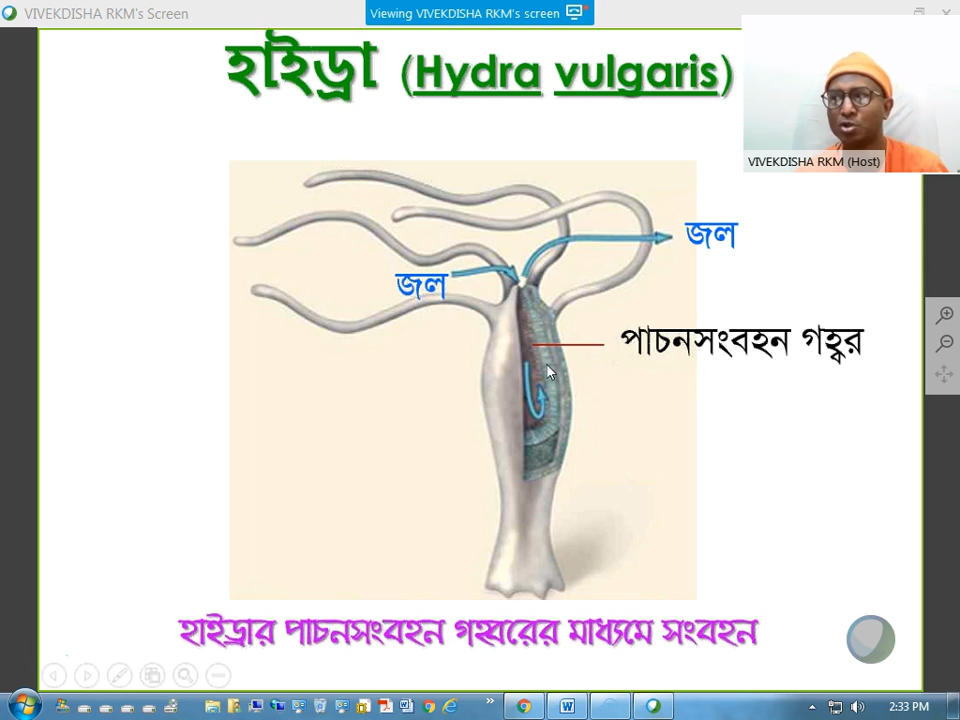 VIVEKDISHA RKM's Screen
Viewing VIVEKDISHA RKM's screen
হাইড্রা (Hydra vulgaris)
VIVEKDISHA RKM (Host)
জল
জল
পাচনসংবহন গহ্বর
হাইড্রার পাচনসংবহন গহ্বরের মাধ্যমে সংবহন
2:33 PM